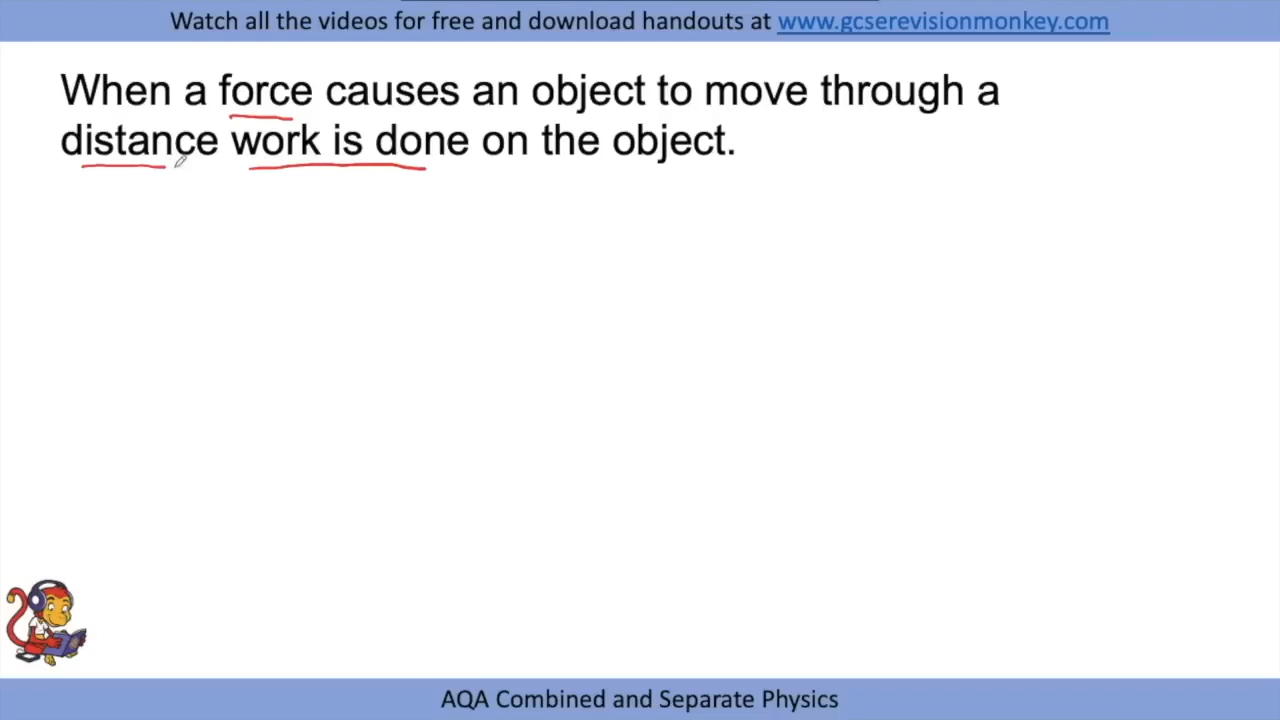 Watch all the videos for free and download handouts at www.gcserevisionmonkey.com
When a force causes an object to move through a
distance work is done on the object.
AQA Combined and Separate Physics